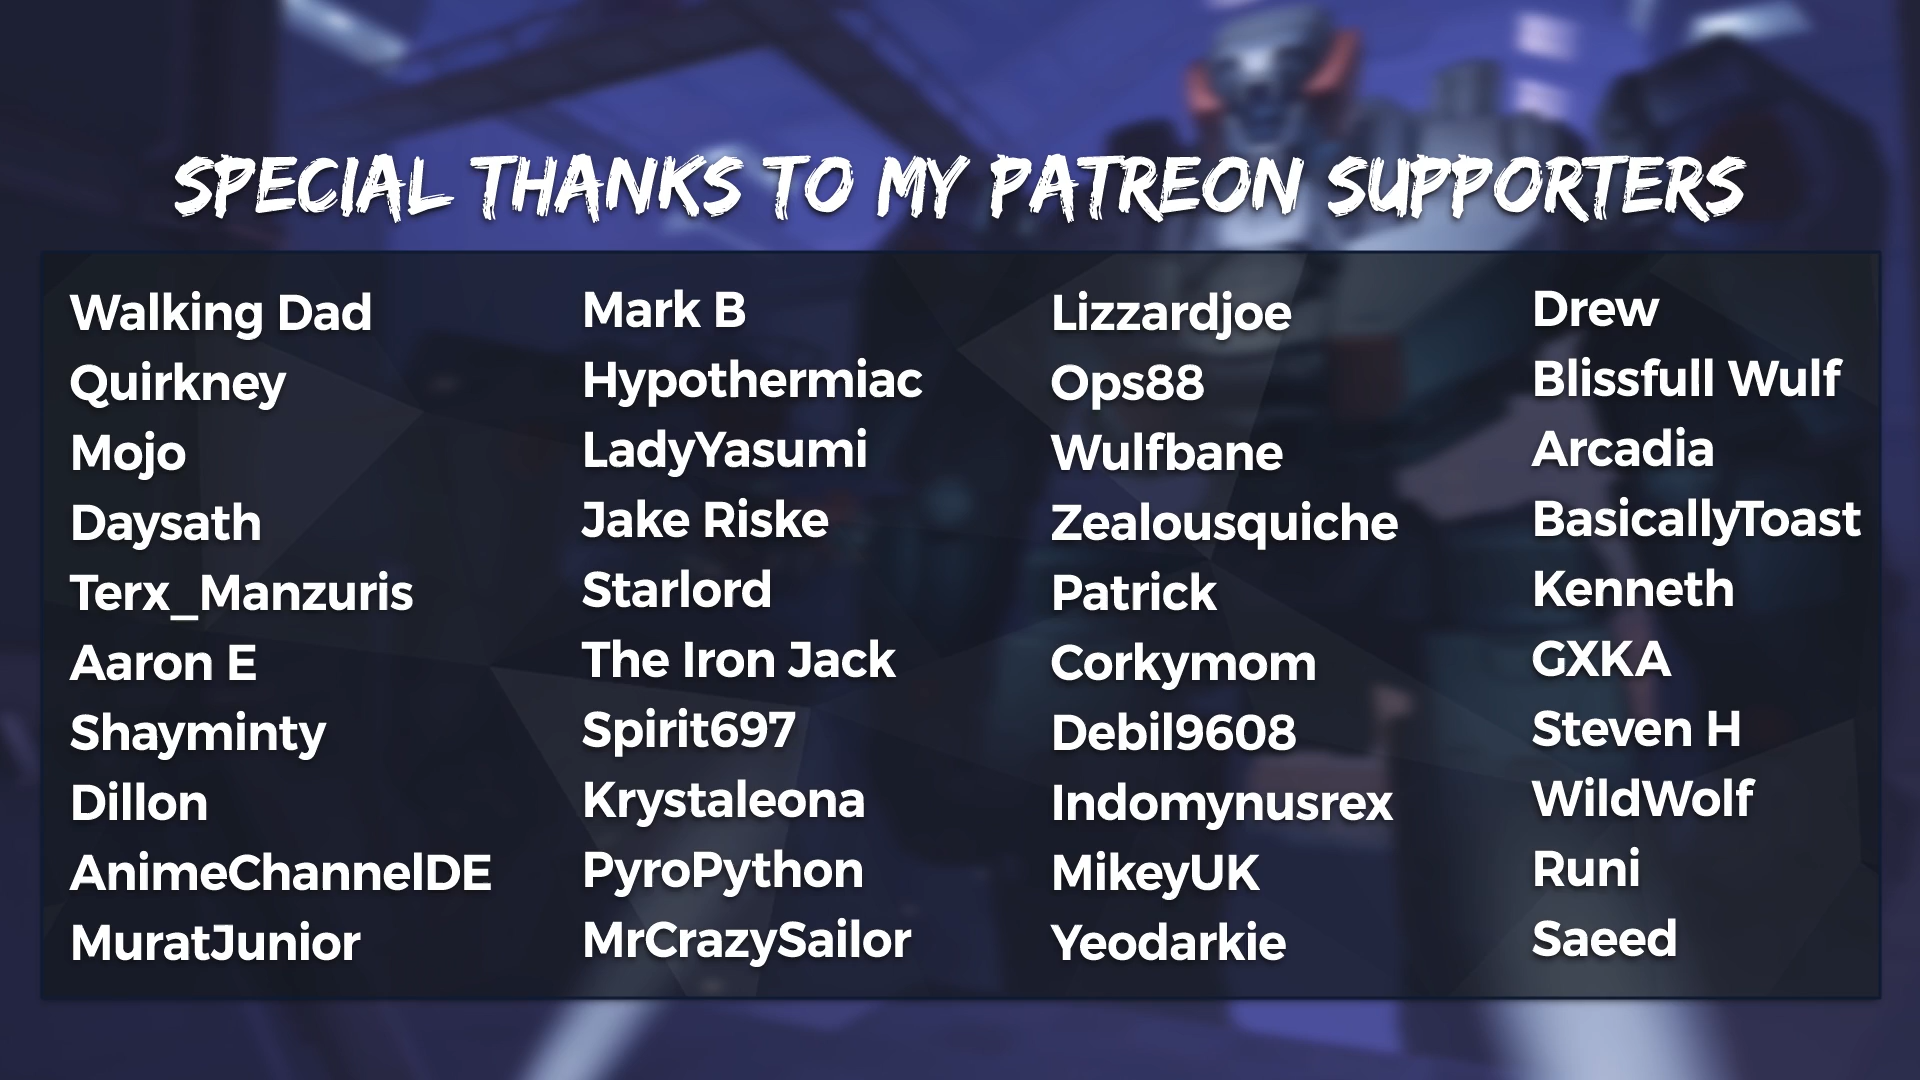 SPECIAL THANKS TO MY PATREON SUPPORTERS
Walking Dad
Quirkney
Mojo
Daysath
Terx_Manzuris
Aaron E
Shayminty
Dillon
AnimeChannelDE
MuratJunior
Mark B
Hypothermiac
LadyYasumi
Jake Riske
Starlord
The Iron Jack
Spirit697
Krystaleona
PyroPython
MrCrazySailor
Lizzardjoe
Ops88
Wulfbane
Zealousquiche
Patrick
Corkymom
Debil9608
Indomynusrex
MikeyUK
Yeodarkie
Drew
Blissfull Wulf
Arcadia
BasicallyToast
Kenneth
GXKA
Steven H
WildWolf
Runi
Saeed